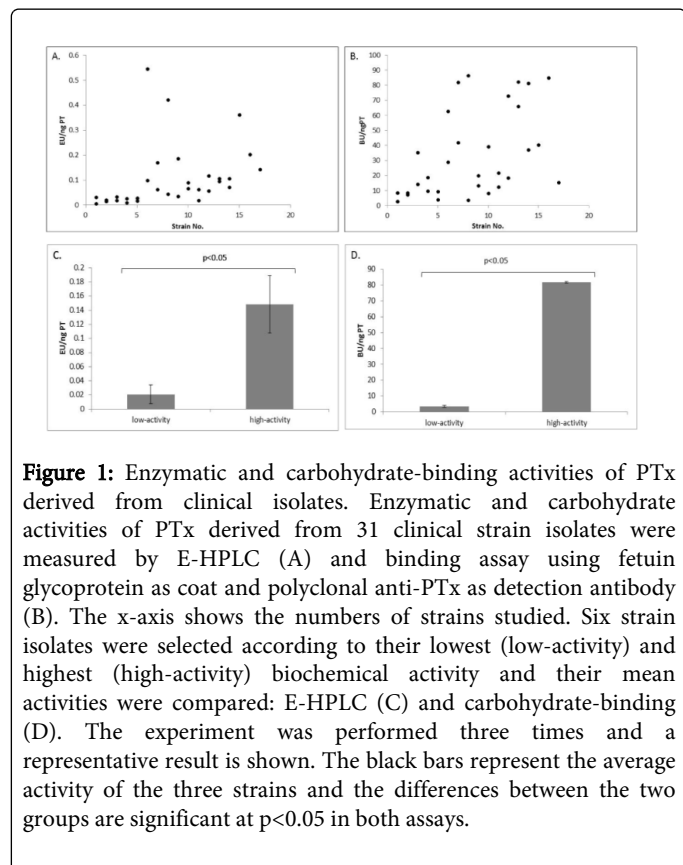 A.
0.6
0.5
0.4
0.3
0.2
0.1
0
EU/ng PT
0
5
10
15
20
Strain No.
B.
100
90
80
70
60
50
40
30
20
10
0
BU/ngPT
0
5
10
15
20
Strain No.
C.
p<0.05
0.2
0.18
0.16
0.14
0.12
0.1
0.08
0.06
0.04
0.02
0
EU/ng PT
low-activity
high-activity
D.
p<0.05
90
80
70
60
50
40
30
20
10
0
BU/ng PT
low-activity
high-activity
Figure 1: Enzymatic and carbohydrate-binding activities of PTx
derived from clinical isolates. Enzymatic and carbohydrate
activities of PTx derived from 31 clinical strain isolates were
measured by E-HPLC (A) and binding assay using fetuin
glycoprotein as coat and polyclonal anti-PTx as detection antibody
(B). The x-axis shows the numbers of strains studied. Six strain
isolates were selected according to their lowest (low-activity) and
highest (high-activity) biochemical activity and their mean
activities were compared: E-HPLC (C) and carbohydrate-binding
(D). The experiment was performed three times and a
representative result is shown. The black bars represent the average
activity of the three strains and the differences between the two
groups are significant at p<0.05 in both assays.